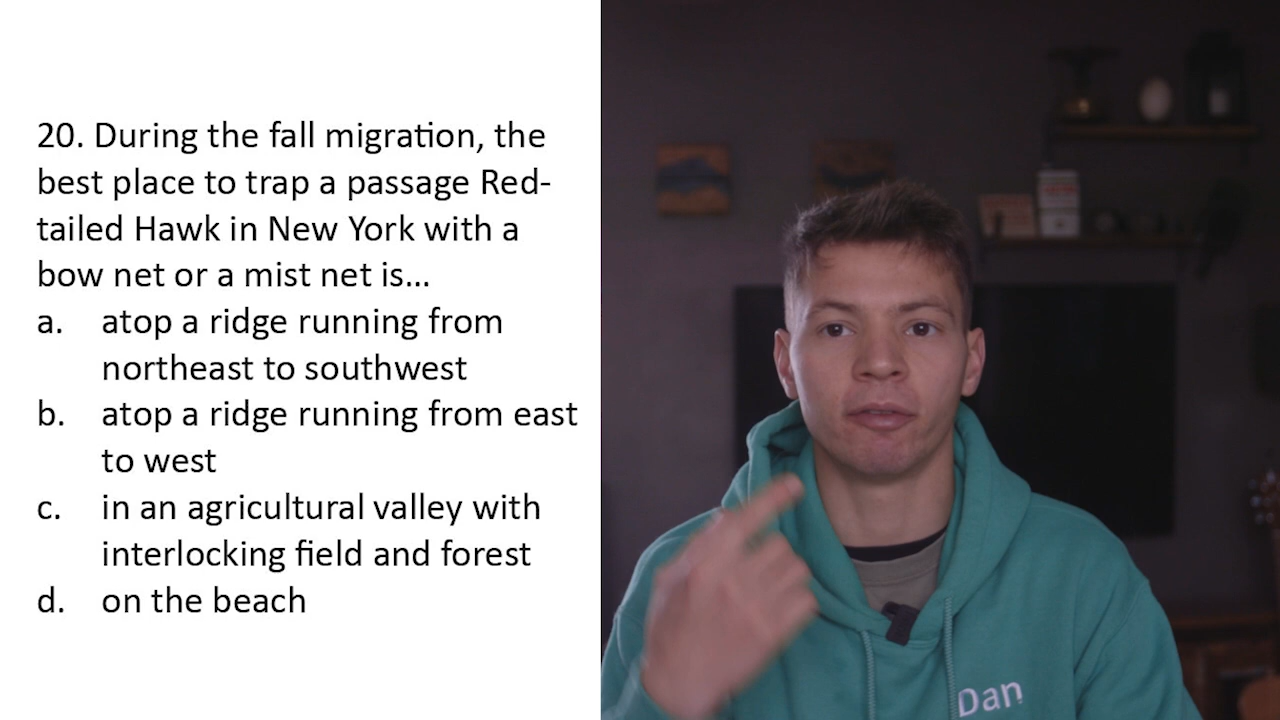 20. During the fall migration, the
best place to trap a passage Red-
tailed Hawk in New York with a
bow net or a mist net is...
a. atop a ridge running from
northeast to southwest
b. atop a ridge running from east
to west
c. in an agricultural valley with
interlocking field and forest
d. on the beach
Dan